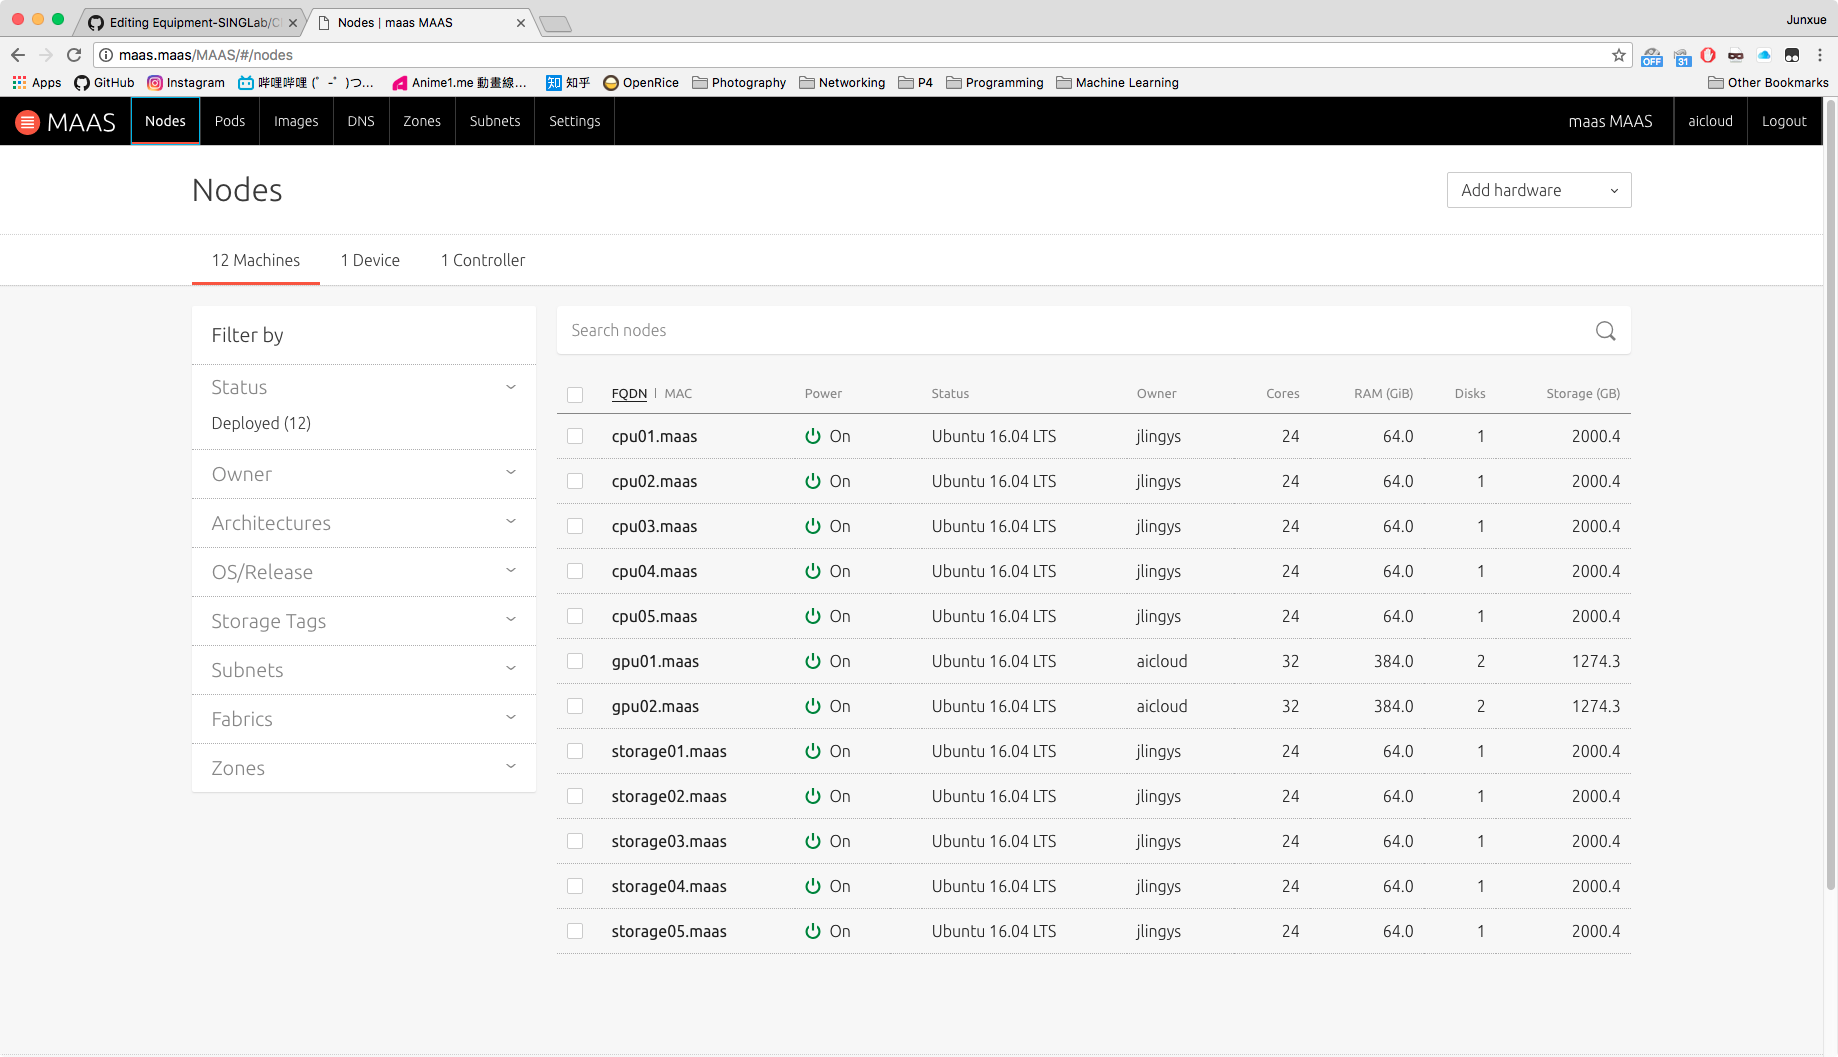 Editing Equipment-SINGLab/Cl
Nodes | maas MAAS
Junxue
maas.maas/MAAS/#/nodes
OFF
31
Apps
GitHub
Instagram
哔哩哔哩 (゜-゜)つ...
Anime1.me 動畫線...
知 知乎
OpenRice
Photography
Networking
P4
Programming
Machine Learning
Other Bookmarks
MAAS
Nodes
Pods
Images
DNS
Zones
Subnets
Settings
maas MAAS
aicloud
Logout
Nodes
Add hardware
12 Machines
1 Device
1 Controller
Filter by
Status
Deployed (12)
Owner
Architectures
OS/Release
Storage Tags
Subnets
Fabrics
Zones
Search nodes
FQDN | MAC Power Status Owner Cores RAM (GiB) Disks Storage (GB)
cpu01.maas On Ubuntu 16.04 LTS jlingys 24 64.0 1 2000.4
cpu02.maas On Ubuntu 16.04 LTS jlingys 24 64.0 1 2000.4
cpu03.maas On Ubuntu 16.04 LTS jlingys 24 64.0 1 2000.4
cpu04.maas On Ubuntu 16.04 LTS jlingys 24 64.0 1 2000.4
cpu05.maas On Ubuntu 16.04 LTS jlingys 24 64.0 1 2000.4
gpu01.maas On Ubuntu 16.04 LTS aicloud 32 384.0 2 1274.3
gpu02.maas On Ubuntu 16.04 LTS aicloud 32 384.0 2 1274.3
storage01.maas On Ubuntu 16.04 LTS jlingys 24 64.0 1 2000.4
storage02.maas On Ubuntu 16.04 LTS jlingys 24 64.0 1 2000.4
storage03.maas On Ubuntu 16.04 LTS jlingys 24 64.0 1 2000.4
storage04.maas On Ubuntu 16.04 LTS jlingys 24 64.0 1 2000.4
storage05.maas On Ubuntu 16.04 LTS jlingys 24 64.0 1 2000.4